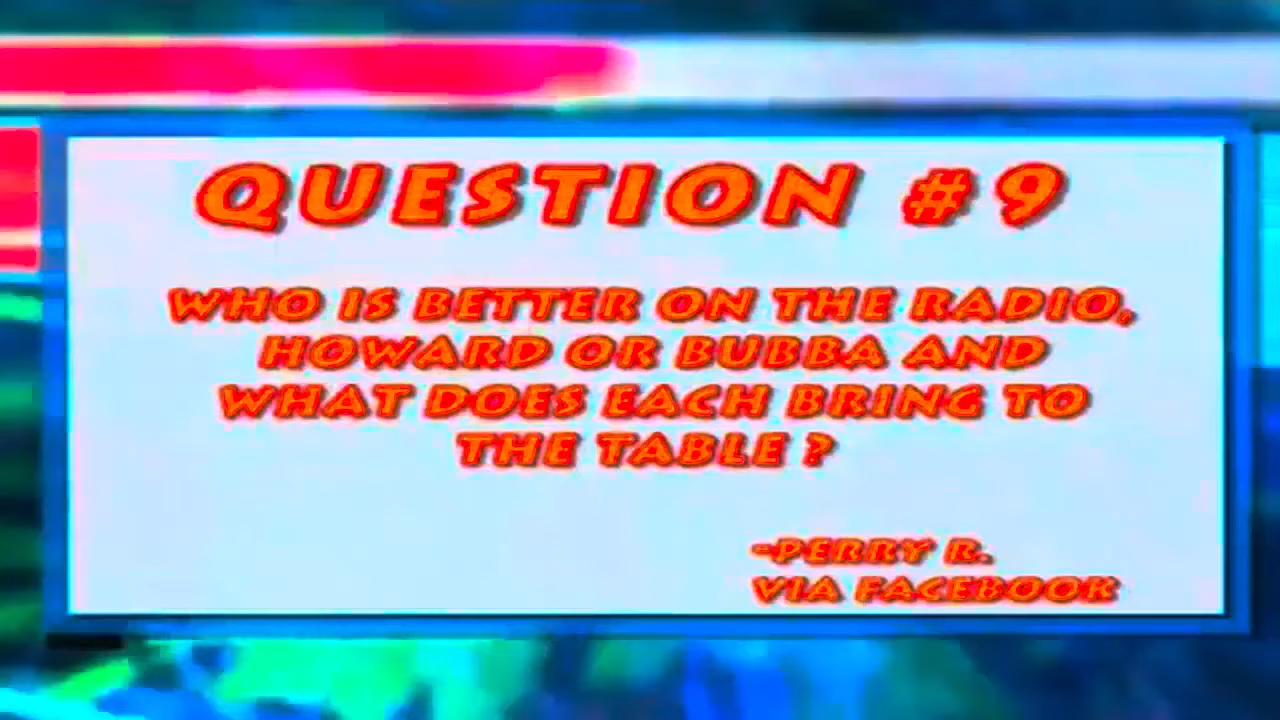 QUESTION #9
WHO IS BETTER ON THE RADIO,
HOWARD OR BUBBA AND
WHAT DOES EACH BRING TO
THE TABLE ?
-PERRY R.
VIA FACEBOOK